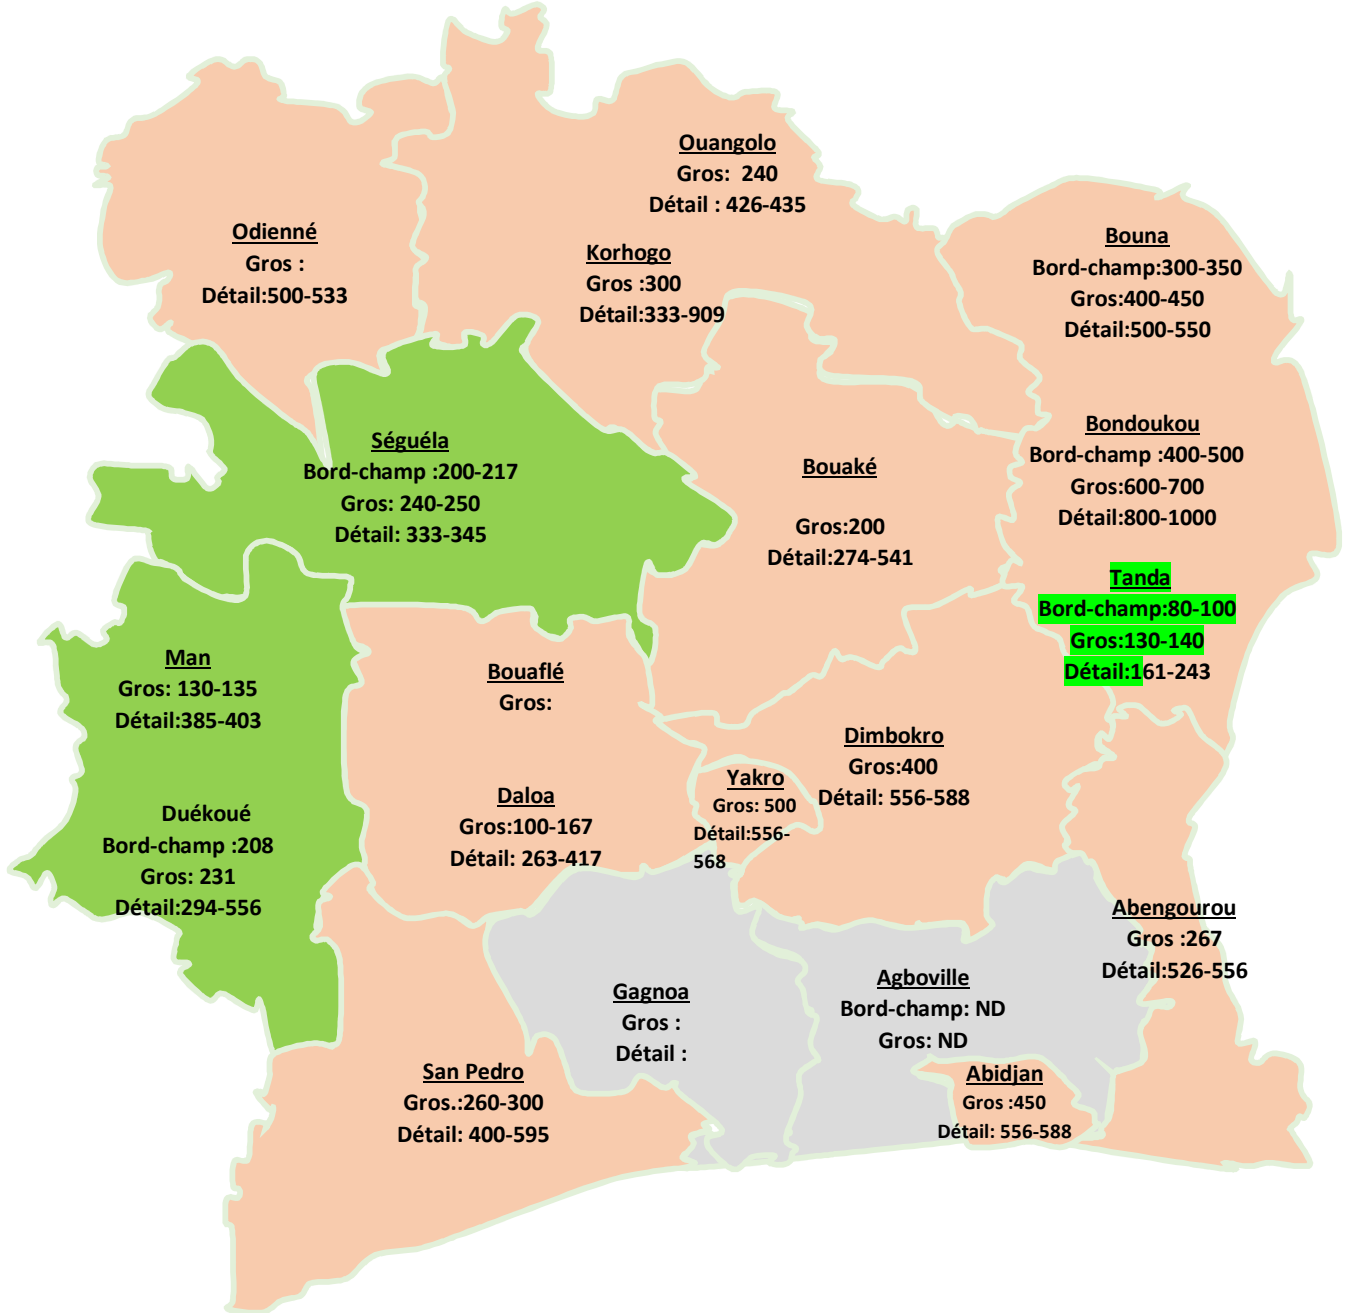 Ouangolo
Gros:  240
Détail : 426-435
Odienné
Gros :
Détail:500-533
Korhogo
Gros :300
Détail:333-909
Bouna
Bord-champ:300-350
Gros:400-450
Détail:500-550
Séguéla
Bord-champ :200-217
Gros: 240-250
Détail: 333-345
Bouaké
Gros:200
Détail:274-541
Bondoukou
Bord-champ :400-500
Gros:600-700
Détail:800-1000
Tanda
Bord-champ:80-100
Gros:130-140
Détail:161-243
Man
Gros: 130-135
Détail:385-403
Bouaflé
Gros:
Dimbokro
Gros:400
Détail: 556-588
Yakro
Gros: 500
Détail:556-
568
Daloa
Gros:100-167
Détail: 263-417
Duékoué
Bord-champ :208
Gros: 231
Détail:294-556
Abengourou
Gros :267
Détail:526-556
Gagnoa
Gros :
Détail :
Agboville
Bord-champ: ND
Gros: ND
San Pedro
Gros.:260-300
Détail: 400-595
Abidjan
Gros :450
Détail: 556-588